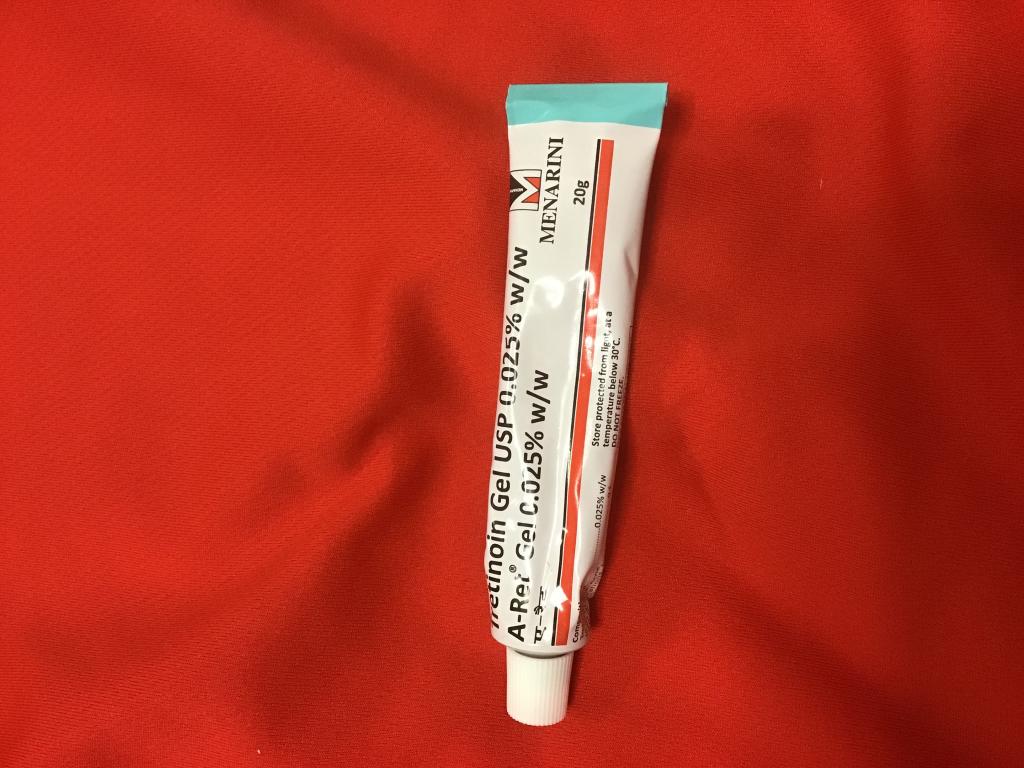 Tretinoin Gel USP 0.025% w/w
A-Ret® Gel 0.025% w/w
ए-रेट
MENARINI
20g
Store protected from light, at a
temperature below 30°C.
DO NOT FREEZE.
0.025% w/w